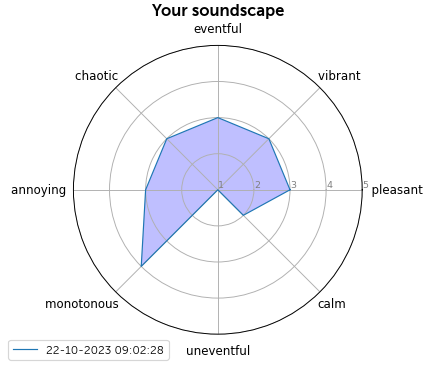 Your soundscape
eventful
chaotic
vibrant
annoying
1
2
3
4
5
pleasant
monotonous
calm
uneventful
22-10-2023 09:02:28